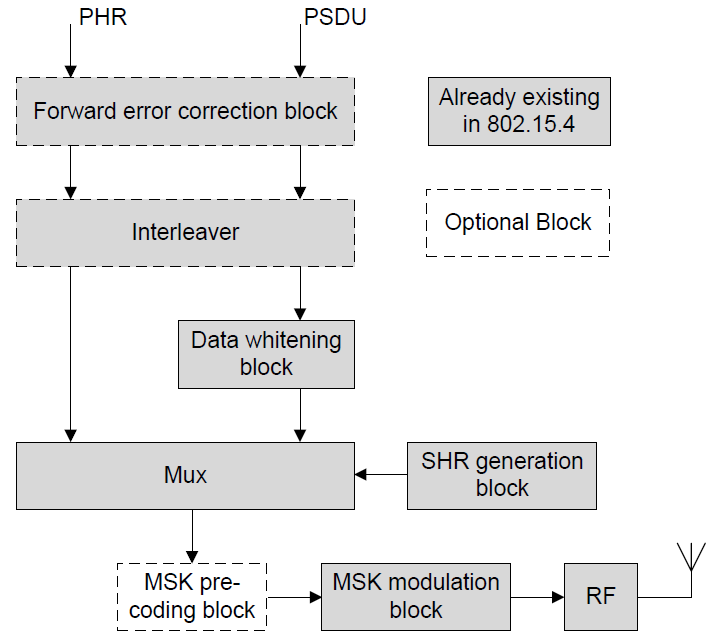 PHR
PSDU
Forward error correction block
Already existing
in 802.15.4
Interleaver
Optional Block
Data whitening
block
Mux
SHR generation
block
MSK pre-
coding block
MSK modulation
block
RF